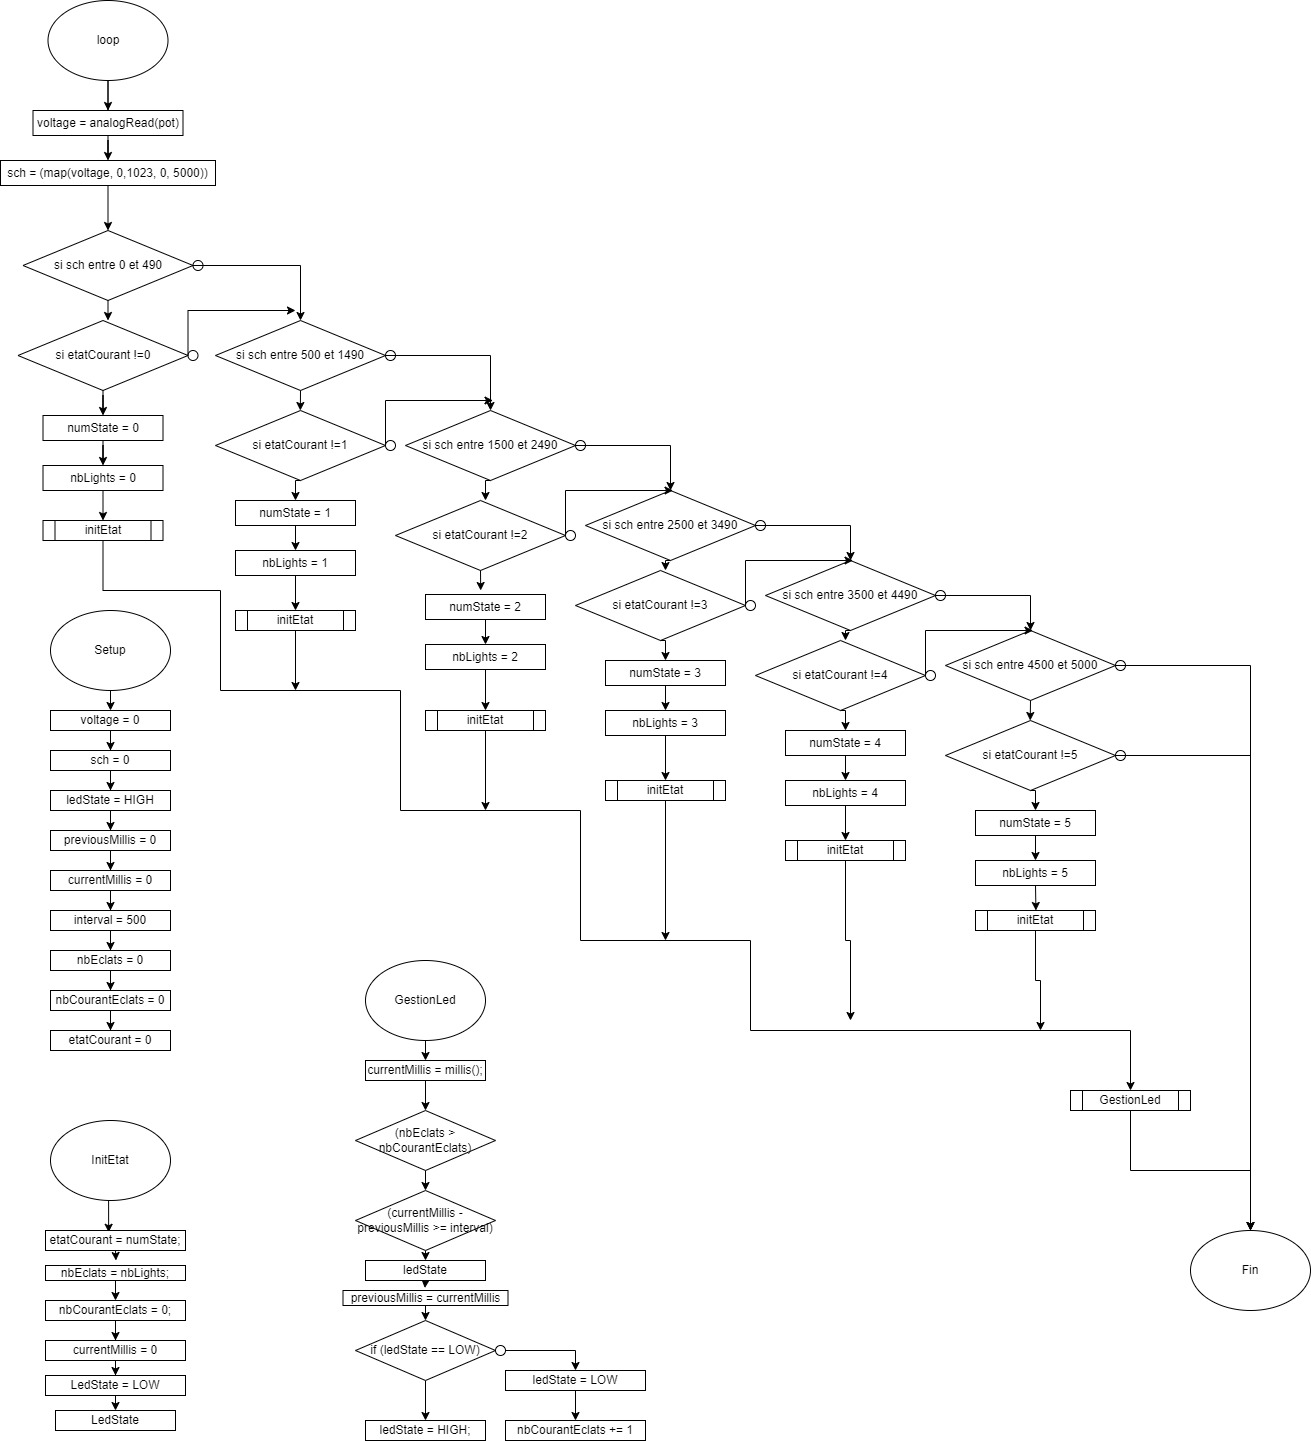 loop
voltage = analogRead(pot)
sch = (map(voltage, 0,1023, 0, 5000))
si sch entre 0 et 490
si etatCourant !=0
numState = 0
nbLights = 0
initEtat
si sch entre 500 et 1490
si etatCourant !=1
numState = 1
nbLights = 1
initEtat
si sch entre 1500 et 2490
si etatCourant !=2
numState = 2
nbLights = 2
initEtat
si sch entre 2500 et 3490
si etatCourant !=3
numState = 3
nbLights = 3
initEtat
si sch entre 3500 et 4490
si etatCourant !=4
numState = 4
nbLights = 4
initEtat
si sch entre 4500 et 5000
si etatCourant !=5
numState = 5
nbLights = 5
initEtat
GestionLed
Fin
Setup
voltage = 0
sch = 0
ledState = HIGH
previousMillis = 0
currentMillis = 0
interval = 500
nbEclats = 0
nbCourantEclats = 0
etatCourant = 0
InitEtat
etatCourant = numState;
nbEclats = nbLights;
nbCourantEclats = 0;
currentMillis = 0
LedState = LOW
LedState
GestionLed
currentMillis = millis();
(nbEclats >
nbCourantEclats)
(currentMillis -
previousMillis >= interval)
ledState
previousMillis = currentMillis
if (ledState == LOW)
ledState = HIGH;
ledState = LOW
nbCourantEclats += 1